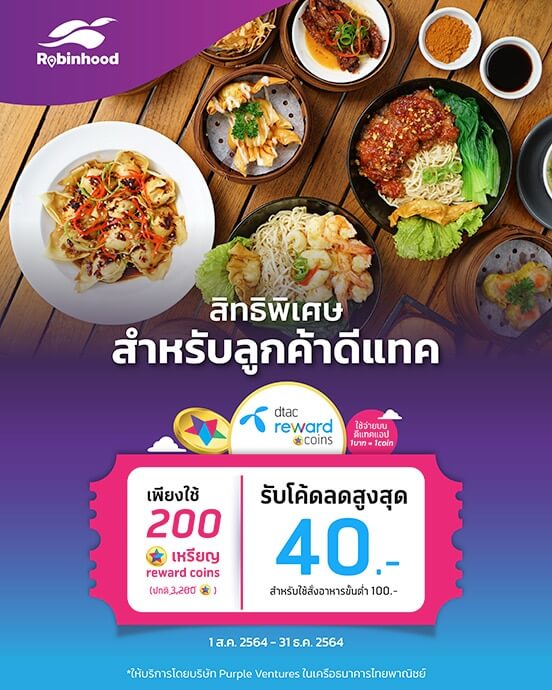 Robinhood
สิทธิพิเศษ
สำหรับลูกค้าดีแทค
dtac
reward
coins
ใช้จ่ายบน
ดีแทคแอป
1บาท = 1coin
เพียงใช้
200
เหรียญ
reward coins
(ปกติ 3,200 )
รับโค้ดลดสูงสุด
40.-
สำหรับใช้สั่งอาหารขั้นต่ำ 100.-
1 ส.ค. 2564 - 31 ธ.ค. 2564
*ให้บริการโดยบริษัท Purple Ventures ในเครือธนาคารไทยพาณิชย์